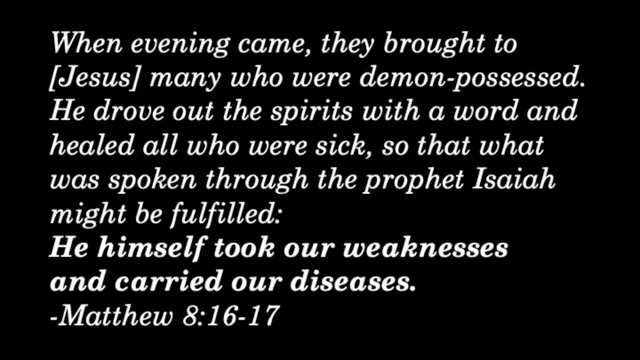 When evening came, they brought to
[Jesus] many who were demon-possessed.
He drove out the spirits with a word and
healed all who were sick, so that what
was spoken through the prophet Isaiah
might be fulfilled:
He himself took our weaknesses
and carried our diseases.
-Matthew 8:16-17